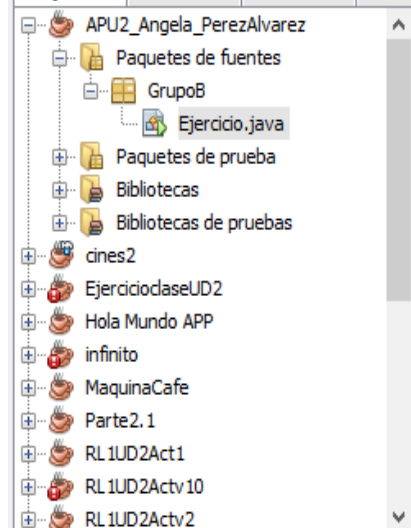 APU2_Angela_PerezAlvarez
Paquetes de fuentes
GrupoB
Ejercicio.java
Paquetes de prueba
Bibliotecas
Bibliotecas de pruebas
cines2
EjercicioclaseUD2
Hola Mundo APP
infinito
MaquinaCafe
Parte2.1
RL1UD2Act1
RL1UD2Actv10
RL1UD2Actv2